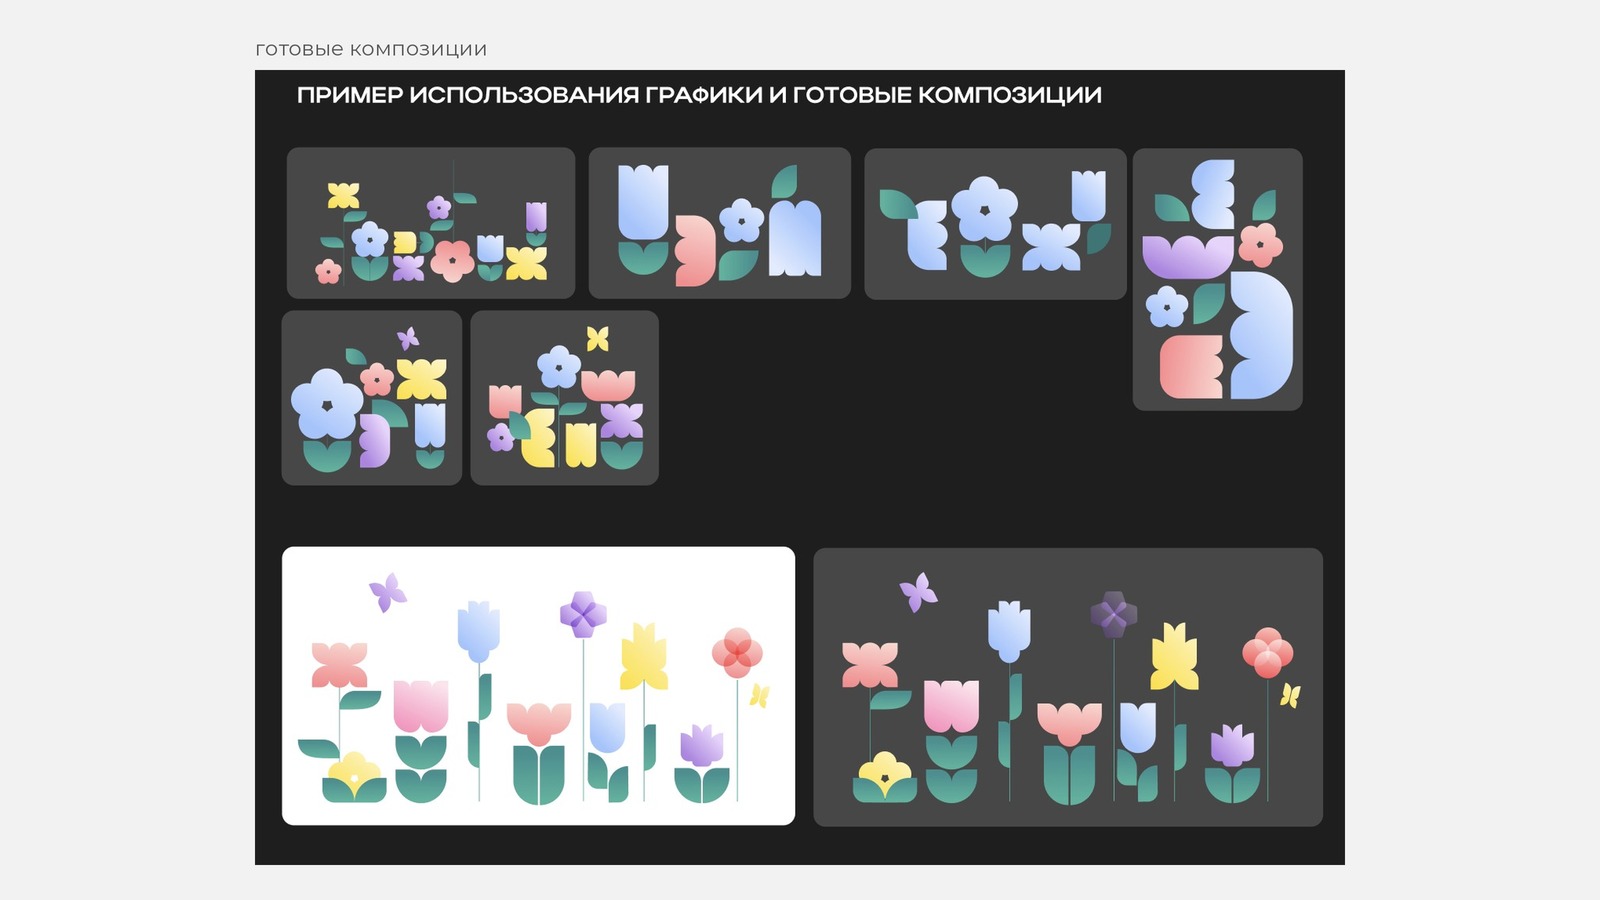 готовые композиции
ПРИМЕР ИСПОЛЬЗОВАНИЯ ГРАФИКИ И ГОТОВЫЕ КОМПОЗИЦИИ